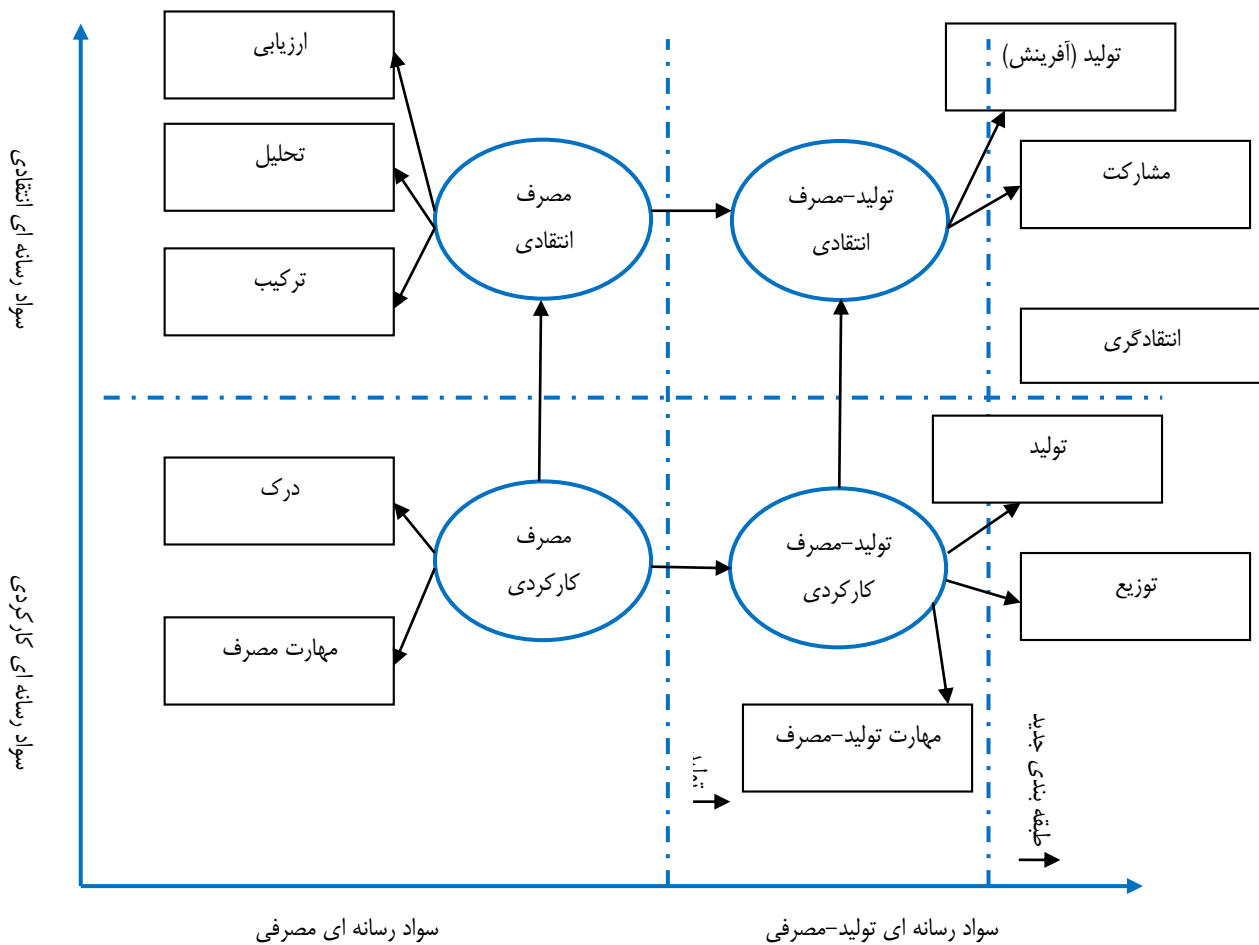 ارزیابی
تحلیل
ترکیب
مصرف
انتقادی
تولید-مصرف
انتقادی
تولید (آفرینش)
مشارکت
انتقادگری
سواد رسانه ای انتقادی
درک
مهارت مصرف
مصرف
کارکردی
تولید-مصرف
کارکردی
تولید
توزیع
مهارت تولید-مصرف
سواد رسانه ای کارکردی
طبقه بندی جدید
سواد رسانه ای مصرفی
سواد رسانه ای تولید-مصرفی